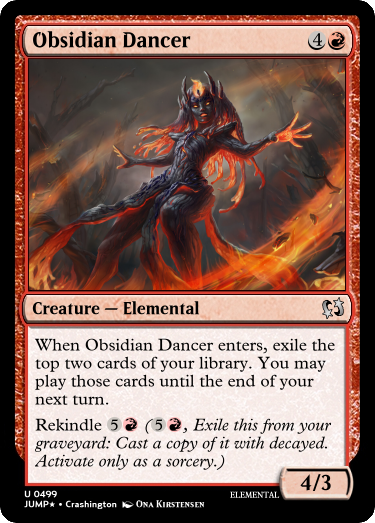 Obsidian Dancer 4
Creature — Elemental
When Obsidian Dancer enters, exile the
top two cards of your library. You may
play those cards until the end of your
next turn.
Rekindle 5 (5, Exile this from your
graveyard: Cast a copy of it with decayed.
Activate only as a sorcery.)
4/3
U 0499 ELEMENTAL
JUMP★ • Crashington Ona Kirstensen